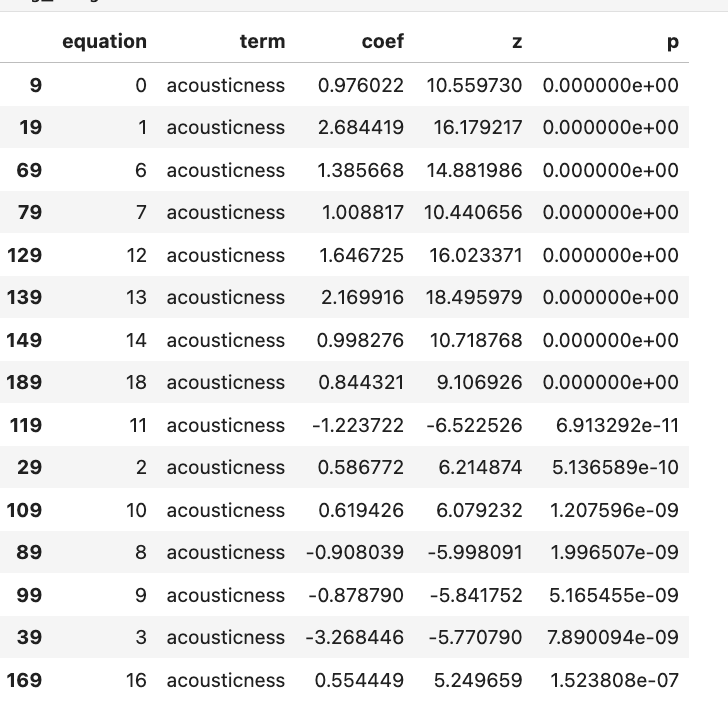 equation term coef z p
9 0 acousticness 0.976022 10.559730 0.000000e+00
19 1 acousticness 2.684419 16.179217 0.000000e+00
69 6 acousticness 1.385668 14.881986 0.000000e+00
79 7 acousticness 1.008817 10.440656 0.000000e+00
129 12 acousticness 1.646725 16.023371 0.000000e+00
139 13 acousticness 2.169916 18.495979 0.000000e+00
149 14 acousticness 0.998276 10.718768 0.000000e+00
189 18 acousticness 0.844321 9.106926 0.000000e+00
119 11 acousticness -1.223722 -6.522526 6.913292e-11
29 2 acousticness 0.586772 6.214874 5.136589e-10
109 10 acousticness 0.619426 6.079232 1.207596e-09
89 8 acousticness -0.908039 -5.998091 1.996507e-09
99 9 acousticness -0.878790 -5.841752 5.165455e-09
39 3 acousticness -3.268446 -5.770790 7.890094e-09
169 16 acousticness 0.554449 5.249659 1.523808e-07